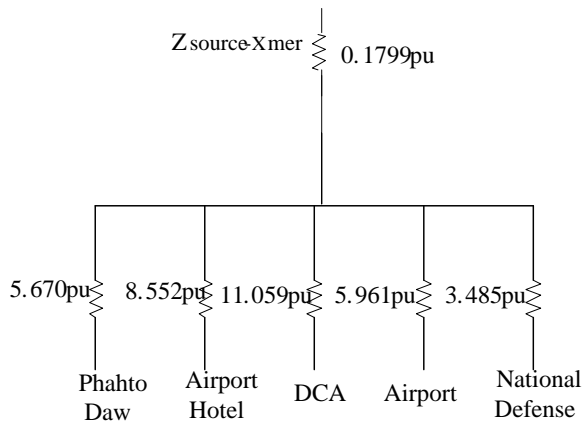 Zsource-Xmer
0.1799pu
5.670pu
8.552pu
11.059pu
5.961pu
3.485pu
Phahto
Daw
Airport
Hotel
DCA
Airport
National
Defense